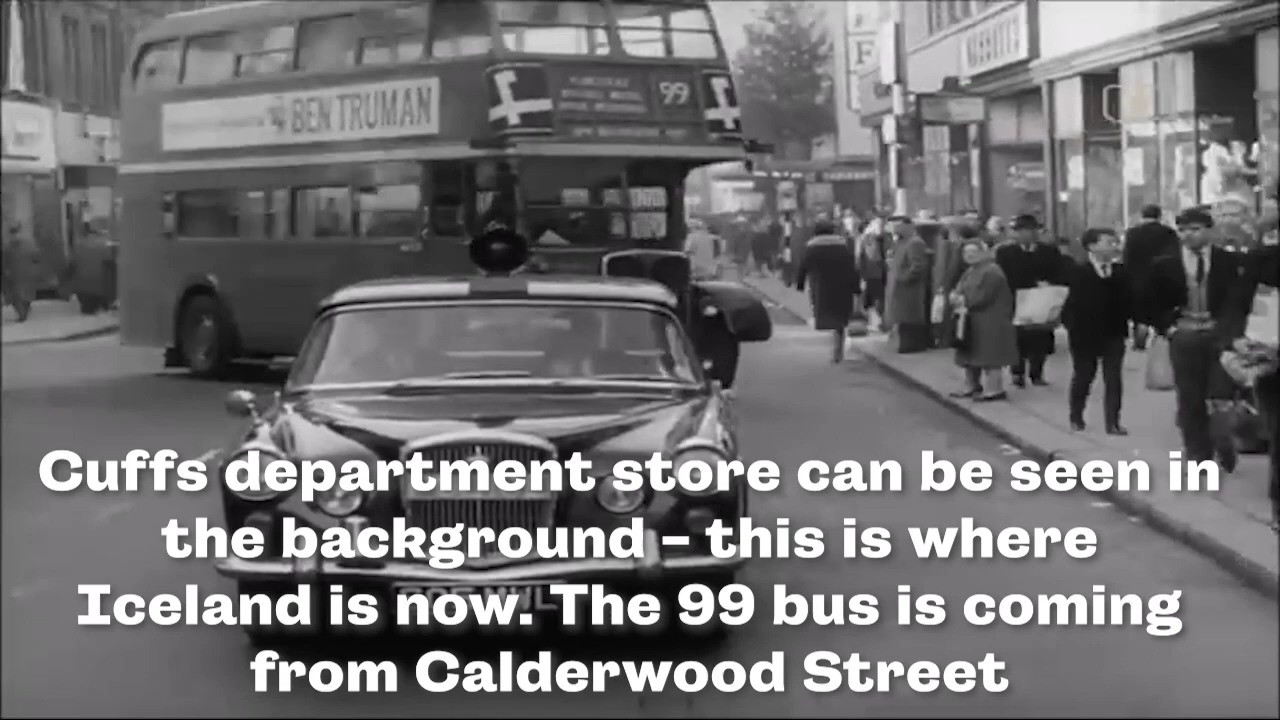 BEN TRUMAN
99
Cuffs department store can be seen in
the background – this is where
Iceland is now. The 99 bus is coming
from Calderwood Street